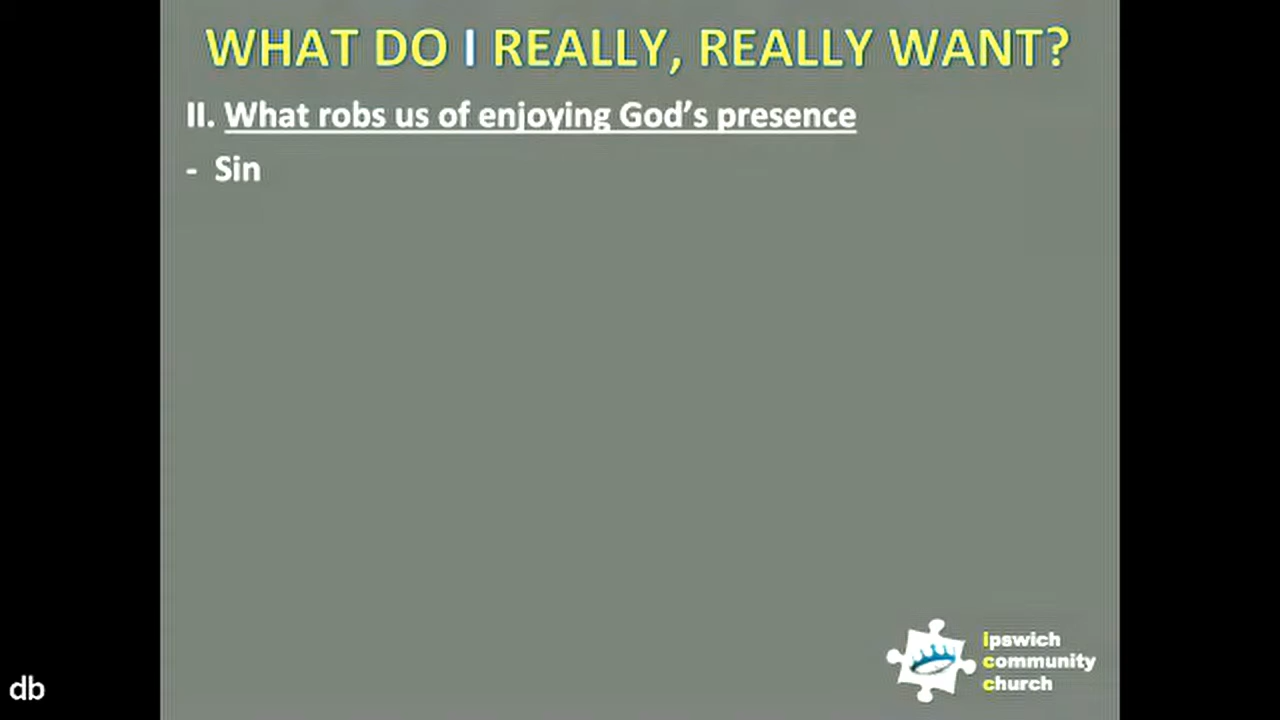 WHAT DO I REALLY, REALLY WANT?
II. What robs us of enjoying God’s presence
- Sin
ipswich
community
church
db